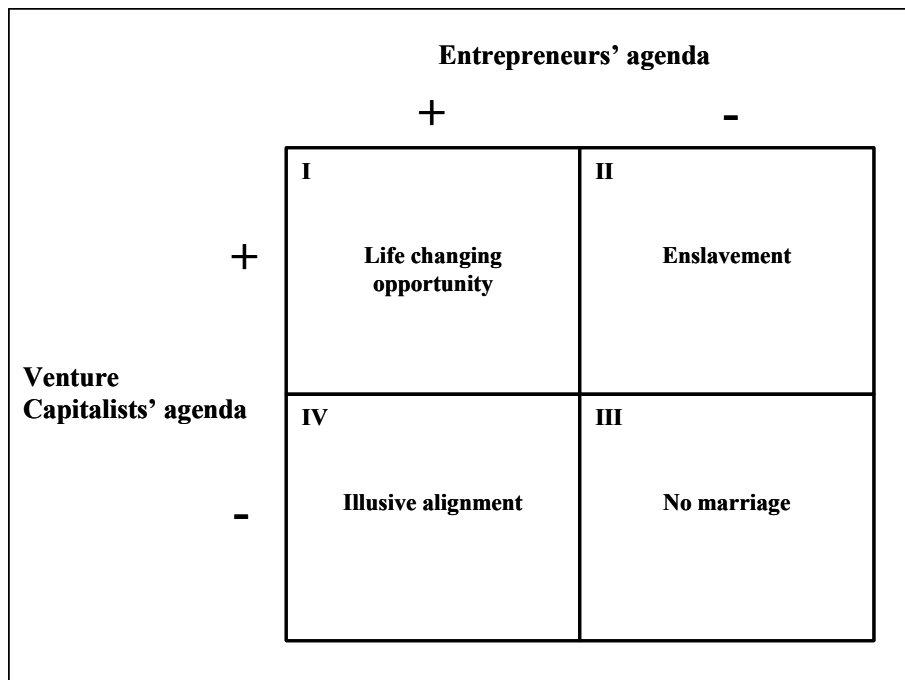 Entrepreneurs’ agenda
+ -
I
II
+
Life changing
opportunity
Enslavement
Venture
Capitalists’ agenda
IV
III
-
Illusive alignment
No marriage